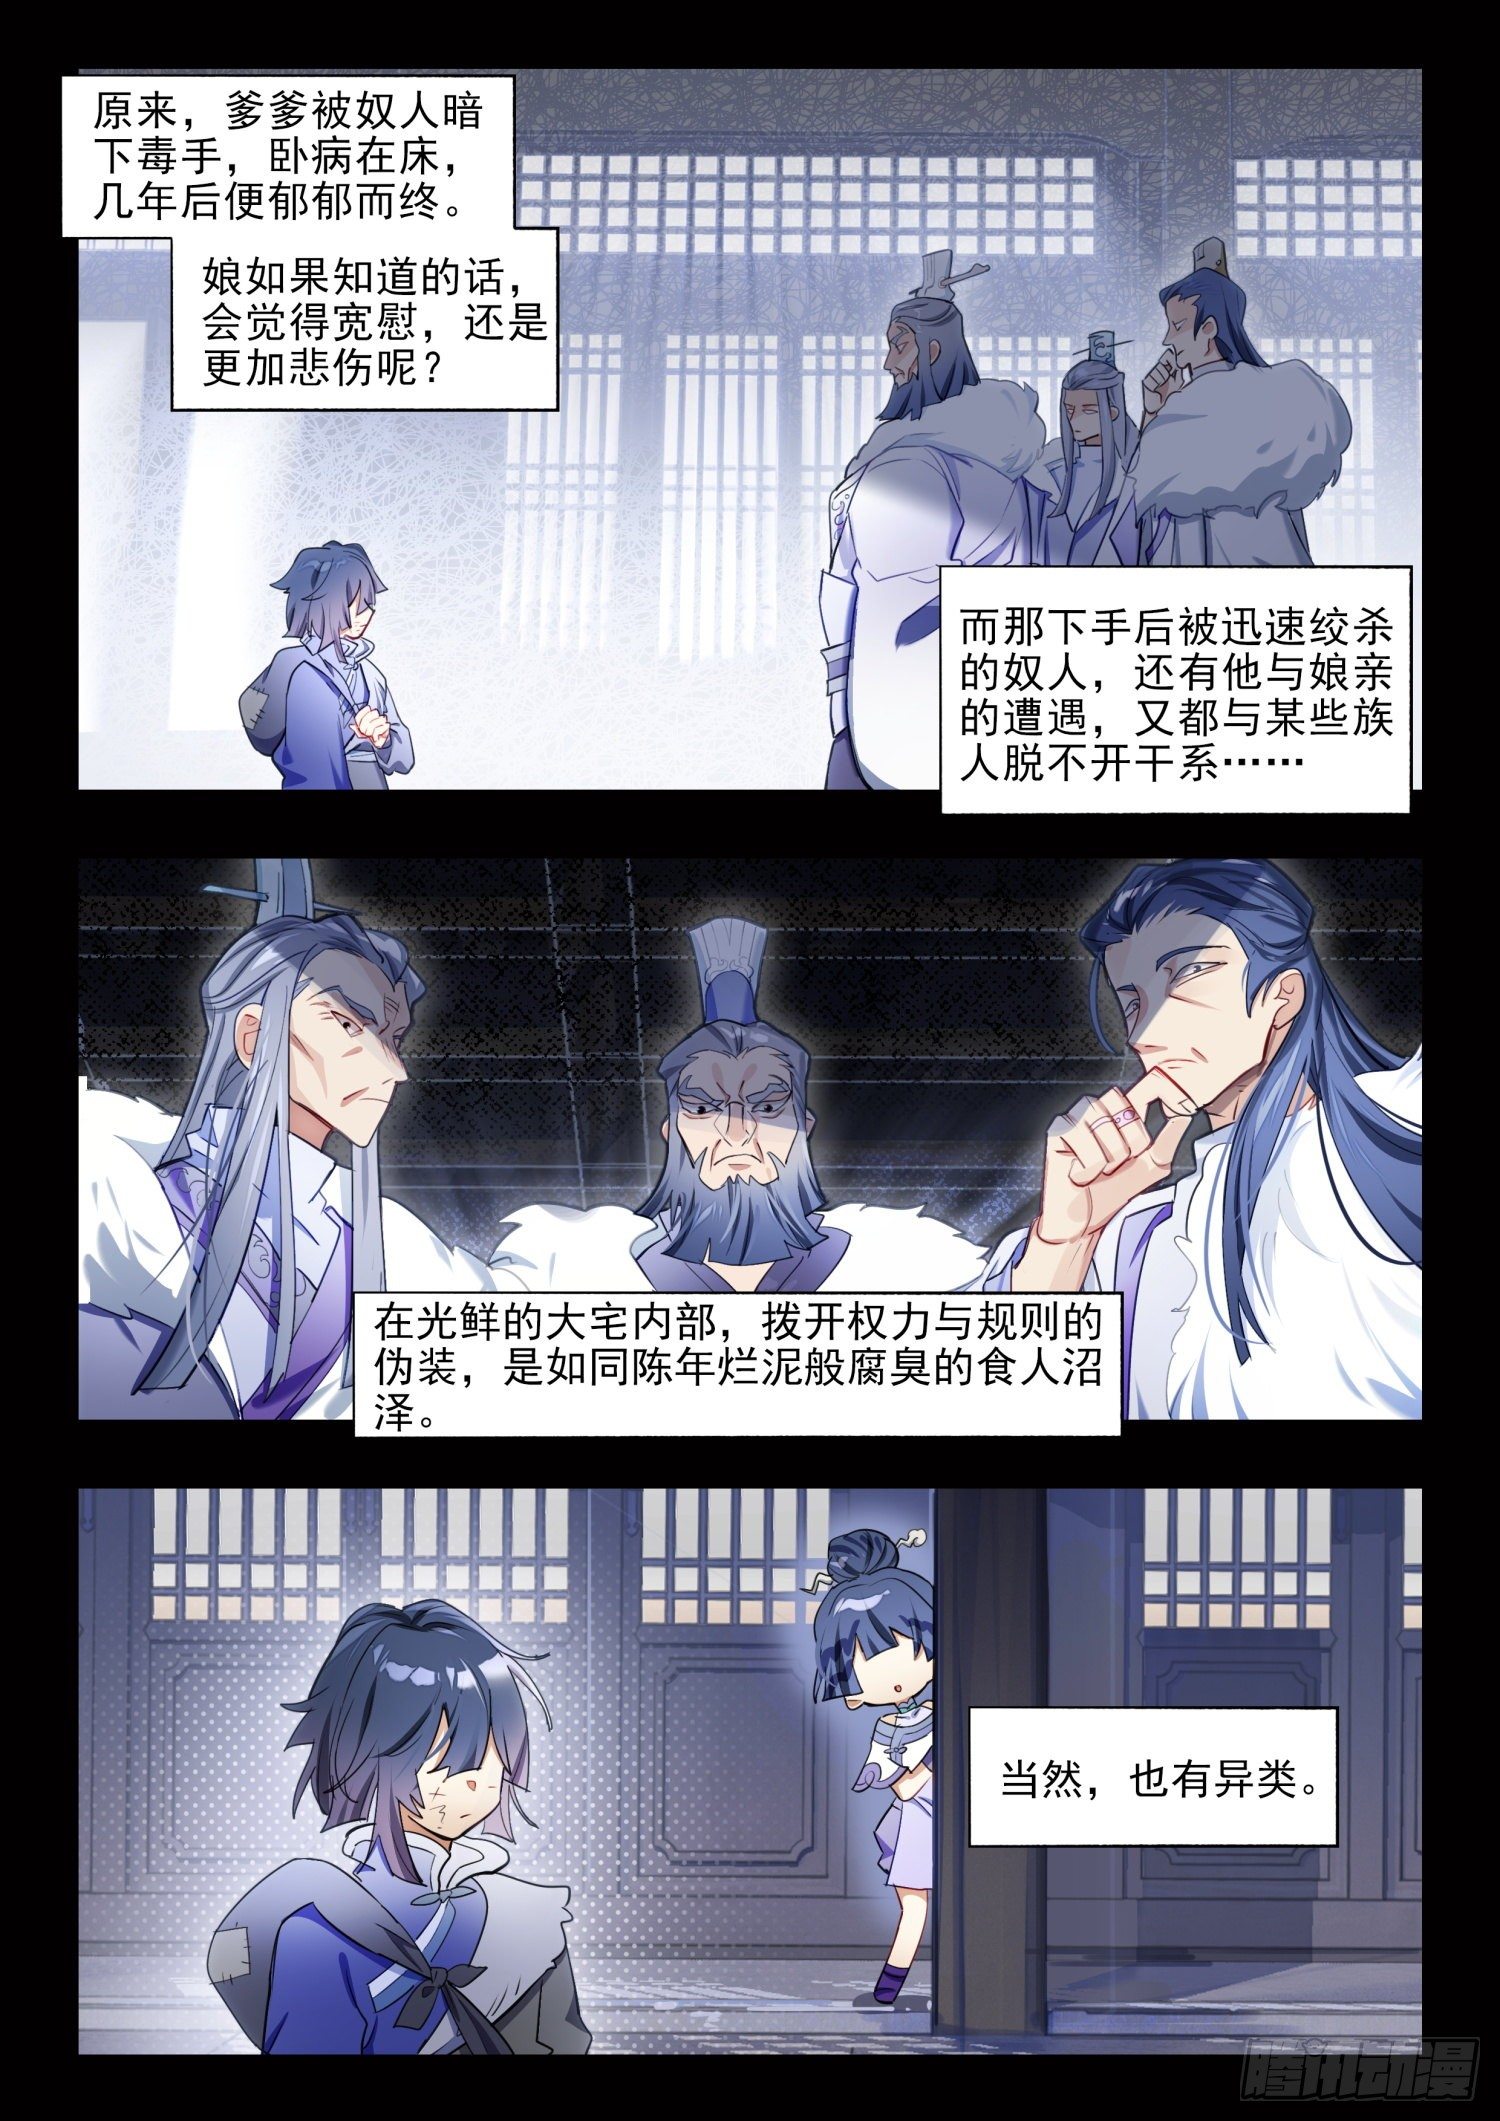 原来，爹爹被奴人暗
下毒手，卧病在床，
几年后便郁郁而终。
娘如果知道的话，
会觉得宽慰，还是
更加悲伤呢？
而那下手后被迅速绞杀
的奴人，还有他与娘亲
的遭遇，又都与某些族
人脱不开干系……
在光鲜的大宅内部，拨开权力与规则的
伪装，是如同陈年烂泥般腐臭的食人沼
泽。
当然，也有异类。
腾讯动漫